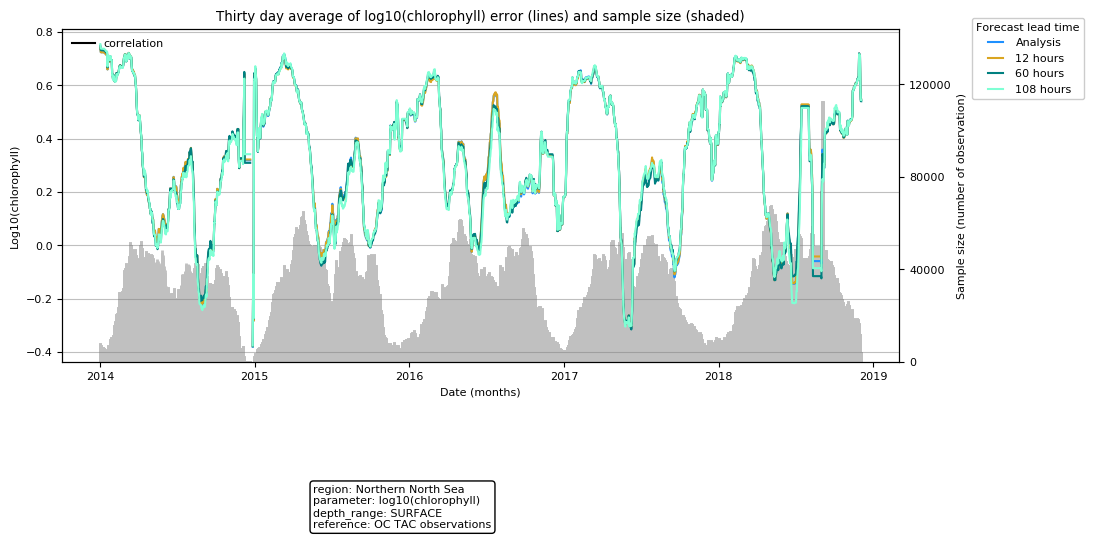 Thirty day average of log10(chlorophyll) error (lines) and sample size (shaded)
correlation
Forecast lead time
Analysis
12 hours
60 hours
108 hours
Log10(chlorophyll)
0.8
0.6
0.4
0.2
0.0
−0.2
−0.4
Sample size (number of observation)
120000
80000
40000
0
2014 2015 2016 2017 2018 2019
Date (months)
region: Northern North Sea
parameter: log10(chlorophyll)
depth_range: SURFACE
reference: OC TAC observations